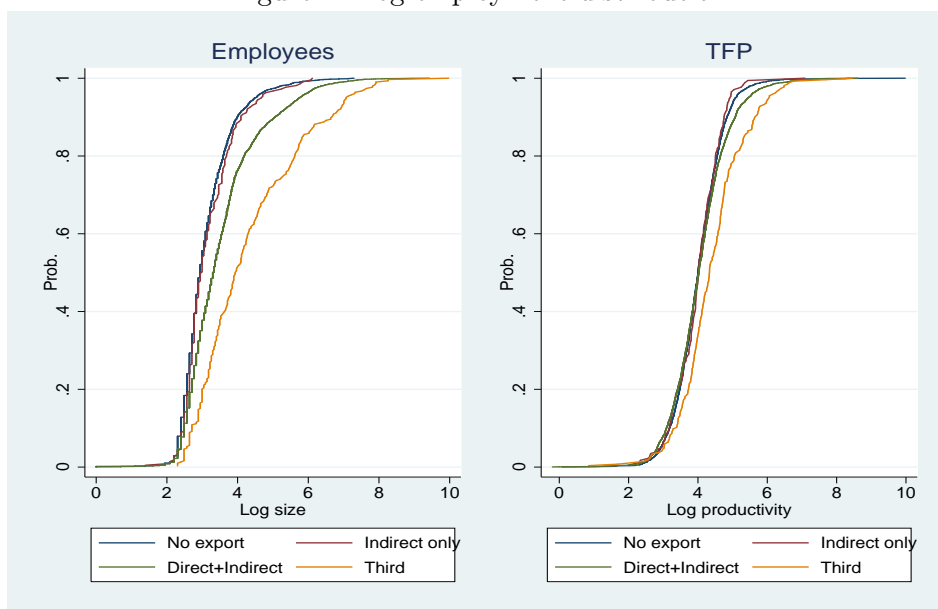 Employees
1
.8
.6
.4
.2
0
Prob.
0 2 4 6 8 10
Log size
No export Indirect only
Direct+Indirect Third
TFP
1
.8
.6
.4
.2
0
Prob.
0 2 4 6 8 10
Log productivity
No export Indirect only
Direct+Indirect Third